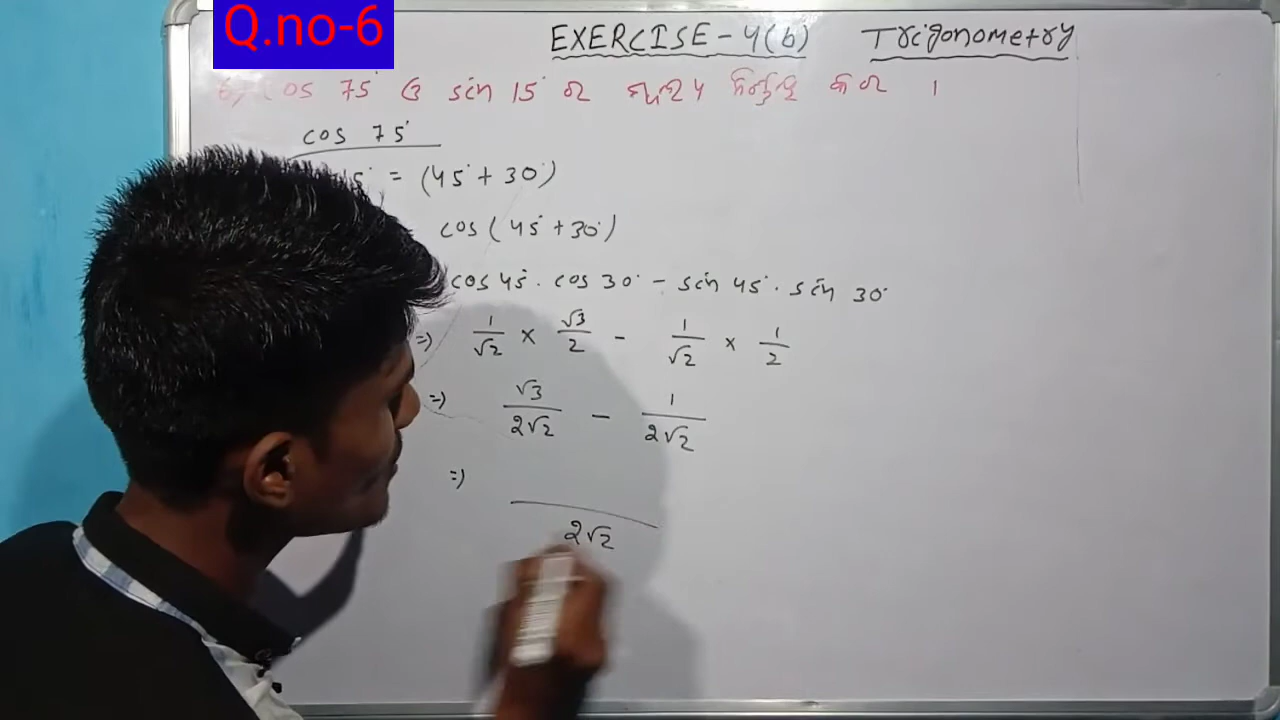 Q.no-6
EXERCISE-4(b) Trigonometry
6) cos 75° ଓ sin 15° ର ମାନ ନିର୍ଣ୍ଣୟ କର ।
cos 75°
75° = (45° + 30°)
cos (45° + 30°)
cos 45° . cos 30° - sin 45° . sin 30°
=) 1/√2 × √3/2 - 1/√2 × 1/2
=) √3/2√2 - 1/2√2
=) /2√2